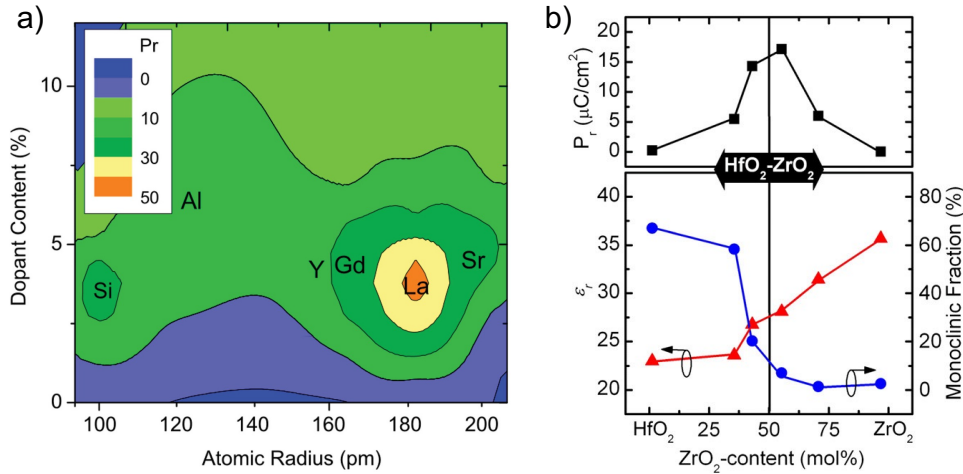 a)
Pr
0
10
30
50
Al
Y
Gd
Sr
Si
La
10
5
0
100
120
140
160
180
200
Dopant Content (%)
Atomic Radius (pm)
b)
20
15
10
5
0
Pᵣ (μC/cm²)
HfO₂-ZrO₂
40
35
30
25
20
εᵣ
80
60
40
20
0
Monoclinic Fraction (%)
HfO₂ 25 50 75 ZrO₂
ZrO₂-content (mol%)